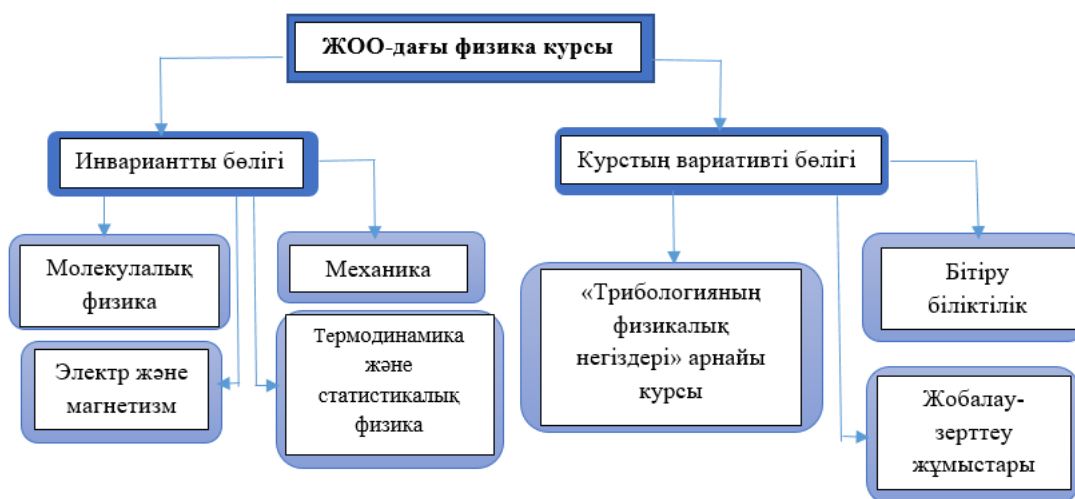 ЖОО-дағы физика курсы
Инвариантты бөлігі
Курстың вариативті бөлігі
Молекулалық
физика
Механика
Электр және
магнетизм
Термодинамика
және
статистикалық
физика
«Трибологияның
физикалық
негіздері» арнайы
курсы
Бітіру
біліктілік
Жобалау-
зерттеу
жұмыстары